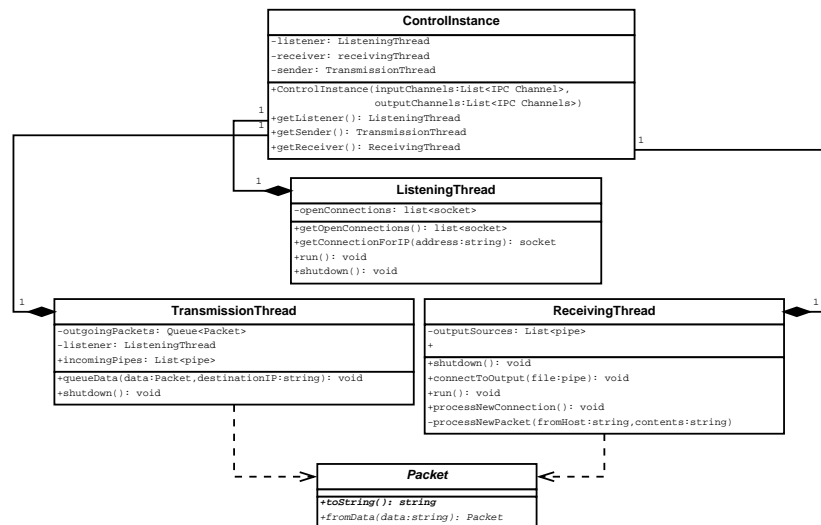 ControlInstance
-listener: ListeningThread
-receiver: receivingThread
-sender: TransmissionThread
+ControlInstance(inputChannels:List<IPC Channel>,
outputChannels:List<IPC Channels>)
+getListener(): ListeningThread
+getSender(): TransmissionThread
+getReceiver(): ReceivingThread
1
1
1
1
ListeningThread
-openConnections: list<socket>
+getOpenConnections(): list<socket>
+getConnectionForIP(address:string): socket
+run(): void
+shutdown(): void
1
TransmissionThread
-outgoingPackets: Queue<Packet>
-listener: ListeningThread
+incomingPipes: List<pipe>
+queueData(data:Packet,destinationIP:string): void
+shutdown(): void
1
ReceivingThread
-outputSources: List<pipe>
+
+shutdown(): void
+connectToOutput(file:pipe): void
+run(): void
+processNewConnection(): void
-processNewPacket(fromHost:string,contents:string)
Packet
+toString(): string
+fromData(data:string): Packet